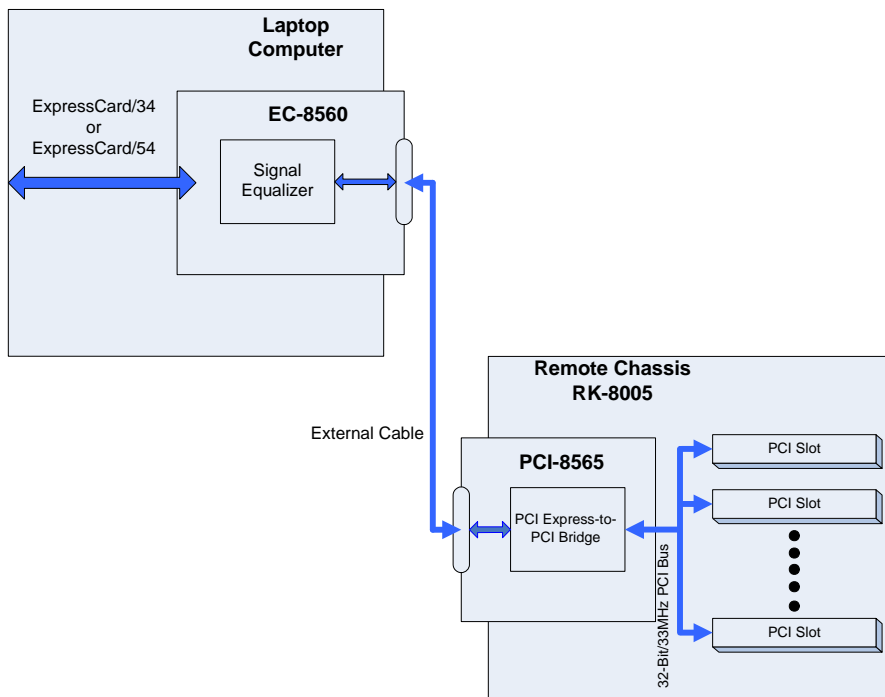 Laptop
Computer
ExpressCard/34
or
ExpressCard/54
EC-8560
Signal
Equalizer
External Cable
Remote Chassis
RK-8005
PCI-8565
PCI Express-to-
PCI Bridge
32-Bit/33MHz PCI Bus
PCI Slot
PCI Slot
PCI Slot